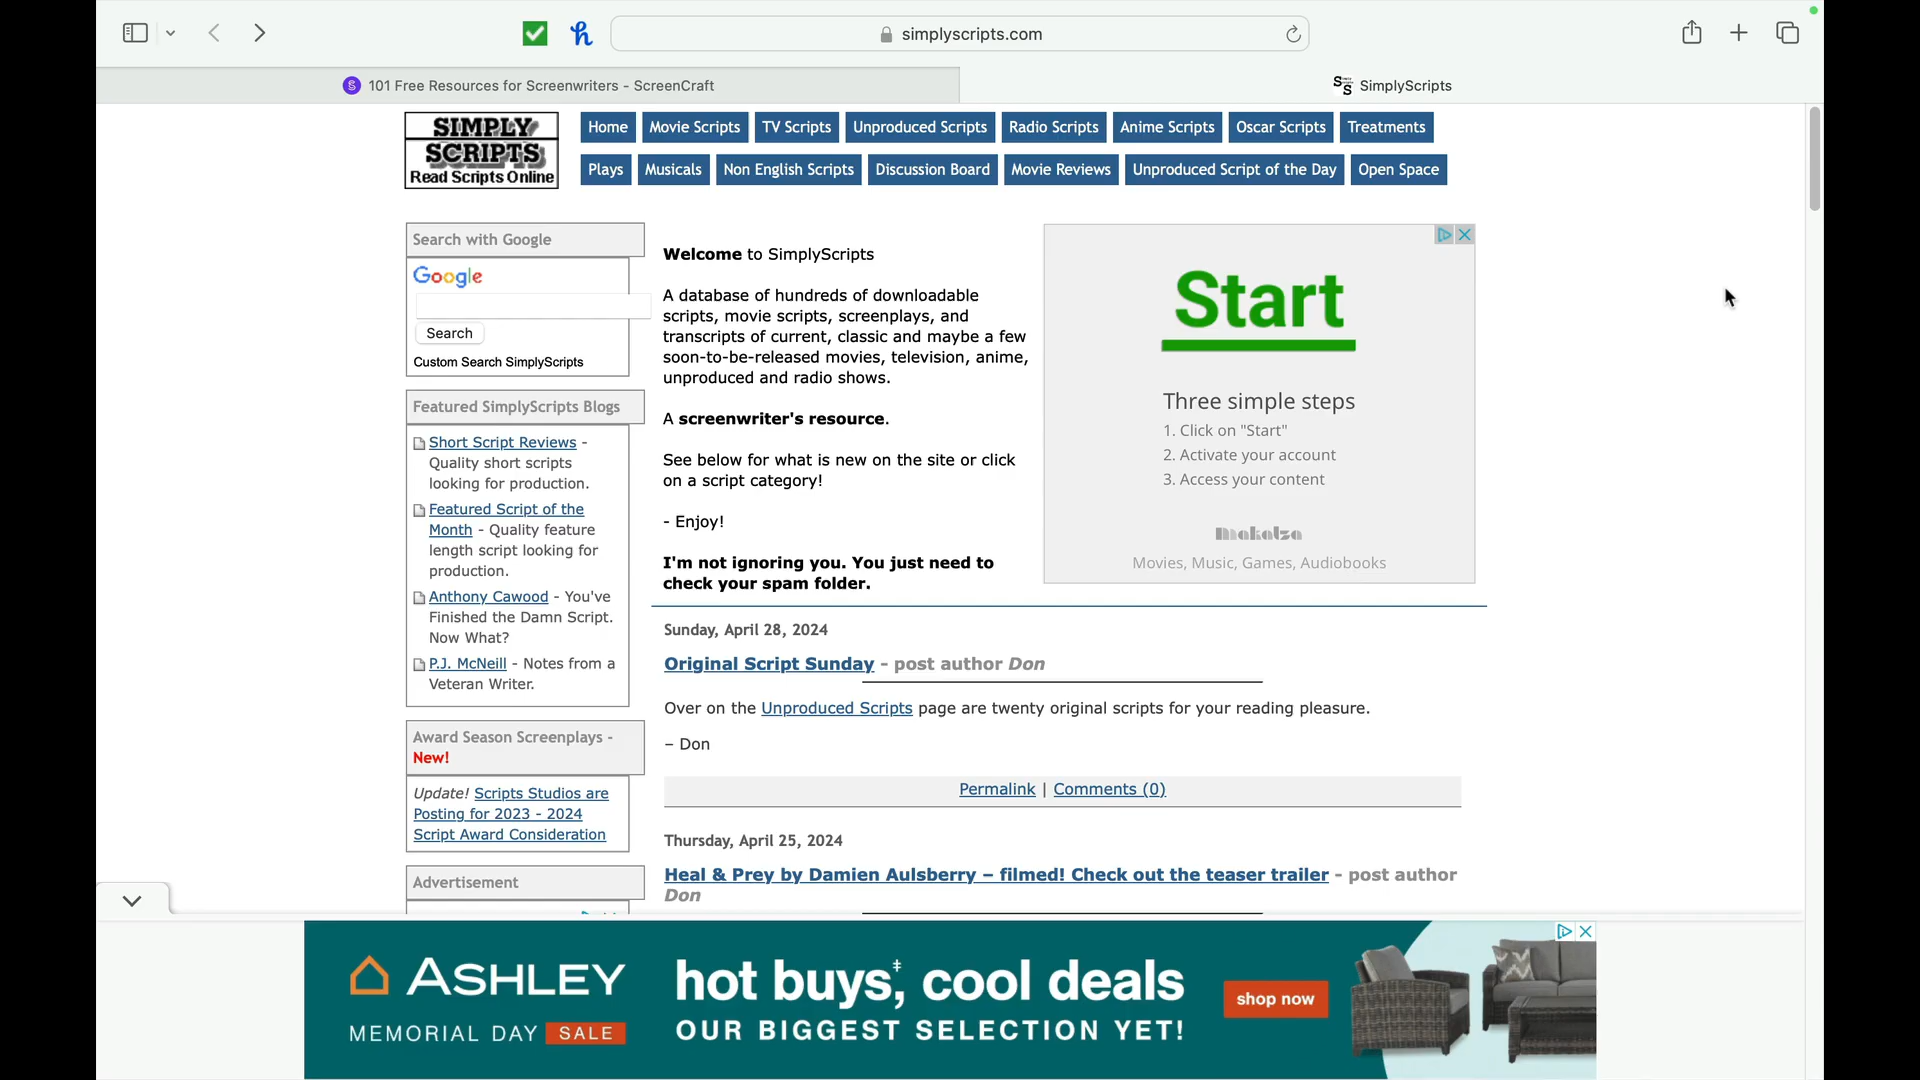 simplyscripts.com
101 Free Resources for Screenwriters - ScreenCraft
SimplyScripts
SIMPLY
SCRIPTS
Read Scripts Online
Home Movie Scripts TV Scripts Unproduced Scripts Radio Scripts Anime Scripts Oscar Scripts Treatments
Plays Musicals Non English Scripts Discussion Board Movie Reviews Unproduced Script of the Day Open Space
Search with Google
Google
Search
Custom Search SimplyScripts
Featured SimplyScripts Blogs
Short Script Reviews -
Quality short scripts
looking for production.
Featured Script of the
Month - Quality feature
length script looking for
production.
Anthony Cawood - You've
Finished the Damn Script.
Now What?
P.J. McNeill - Notes from a
Veteran Writer.
Award Season Screenplays -
New!
Update! Scripts Studios are
Posting for 2023 - 2024
Script Award Consideration
Advertisement
Welcome to SimplyScripts
A database of hundreds of downloadable
scripts, movie scripts, screenplays, and
transcripts of current, classic and maybe a few
soon-to-be-released movies, television, anime,
unproduced and radio shows.
A screenwriter's resource.
See below for what is new on the site or click
on a script category!
- Enjoy!
I'm not ignoring you. You just need to
check your spam folder.
Start
Three simple steps
1. Click on "Start"
2. Activate your account
3. Access your content
makalza
Movies, Music, Games, Audiobooks
Sunday, April 28, 2024
Original Script Sunday - post author Don
Over on the Unproduced Scripts page are twenty original scripts for your reading pleasure.
– Don
Permalink | Comments (0)
Thursday, April 25, 2024
Heal & Prey by Damien Aulsberry – filmed! Check out the teaser trailer - post author
Don
ASHLEY
MEMORIAL DAY SALE
hot buys,‡ cool deals
OUR BIGGEST SELECTION YET!
shop now